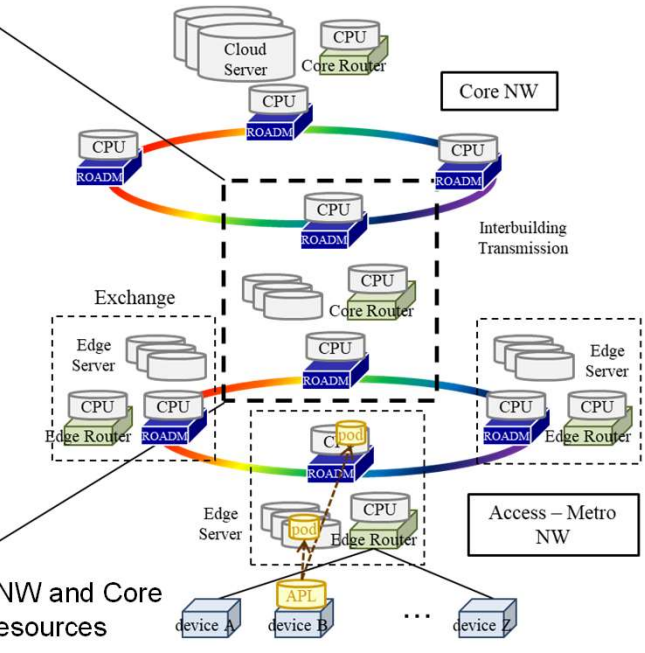 Cloud
Server
CPU
Core Router
Core NW
CPU
ROADM
CPU
ROADM
CPU
ROADM
CPU
ROADM
Interbuilding
Transmission
Exchange
CPU
Core Router
Edge
Server
CPU
ROADM
Edge
Server
CPU
Edge Router
CPU
ROADM
CPU
ROADM
CPU
Edge Router
pod
ROADM
Edge
Server
pod
CPU
Edge Router
Access – Metro
NW
NW and Core
APL
device A
device B
...
device Z